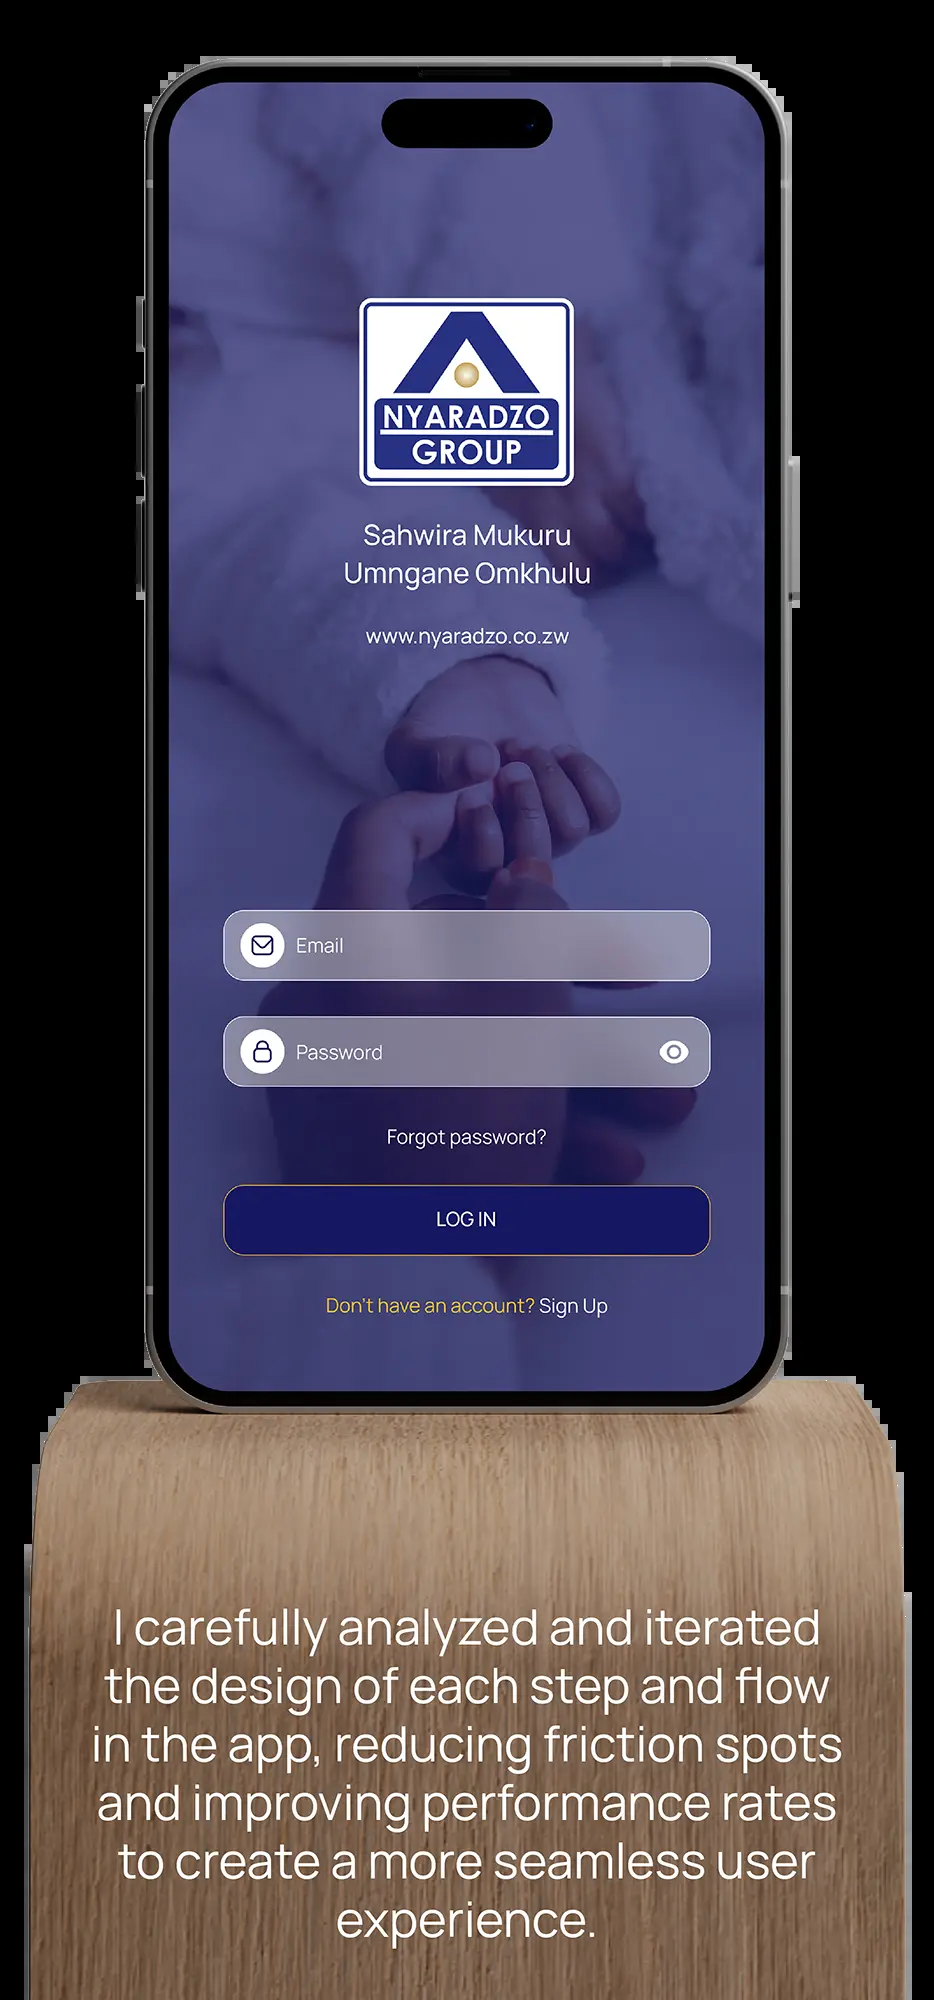 NYARADZO
GROUP
Sahwira Mukuru
Umngane Omkhulu
www.nyaradzo.co.zw
Email
Password
Forgot password?
LOG IN
Don't have an account? Sign Up
I carefully analyzed and iterated
the design of each step and flow
in the app, reducing friction spots
and improving performance rates
to create a more seamless user
experience.